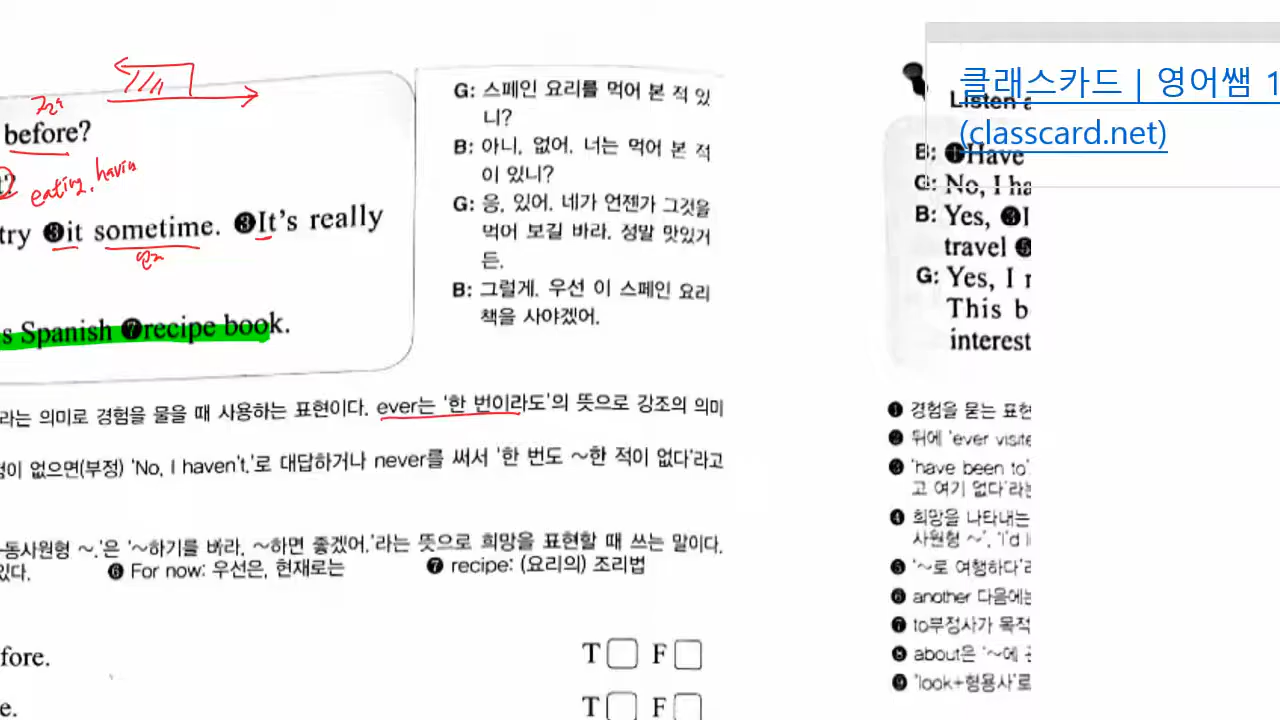 과거
before?
eating, havin
try ❸it sometime. ❸It's really
언젠가
s Spanish ❼recipe book.
G: 스페인 요리를 먹어 본 적 있
니?
B: 아니, 없어. 너는 먹어 본 적
이 있니?
G: 응, 있어. 네가 언젠가 그것을
먹어 보길 바라. 정말 맛있거
든.
B: 그럴게. 우선 이 스페인 요리
책을 사야겠어.
라는 의미로 경험을 물을 때 사용하는 표현이다. ever는 '한 번이라도'의 뜻으로 강조의 의미
이 없으면(부정) 'No, I haven't.'로 대답하거나 never를 써서 '한 번도 ~한 적이 없다'라고
동사원형 ~.'은 '~하기를 바라, ~하면 좋겠어.'라는 뜻으로 희망을 표현할 때 쓰는 말이다.
있다. ❻ For now: 우선은, 현재로는 ❼ recipe: (요리의) 조리법
fore. T F
e. T F
클래스카드 | 영어쌤 1
(classcard.net)
Listen a
B: ❶Have
G: No, I ha
B: Yes, ❸I
travel ❺
G: Yes, I r
This b
interest
❶ 경험을 묻는 표현
❷ 뒤에 'ever visite
❸ 'have been to'
고 여기 없다'라는
❹ 희망을 나타내는
사원형 ~', 'I'd l
❺ '~로 여행하다'라
❻ another 다음에는
❼ to부정사가 목적
❽ about은 '~에 관
❾ 'look+형용사'로